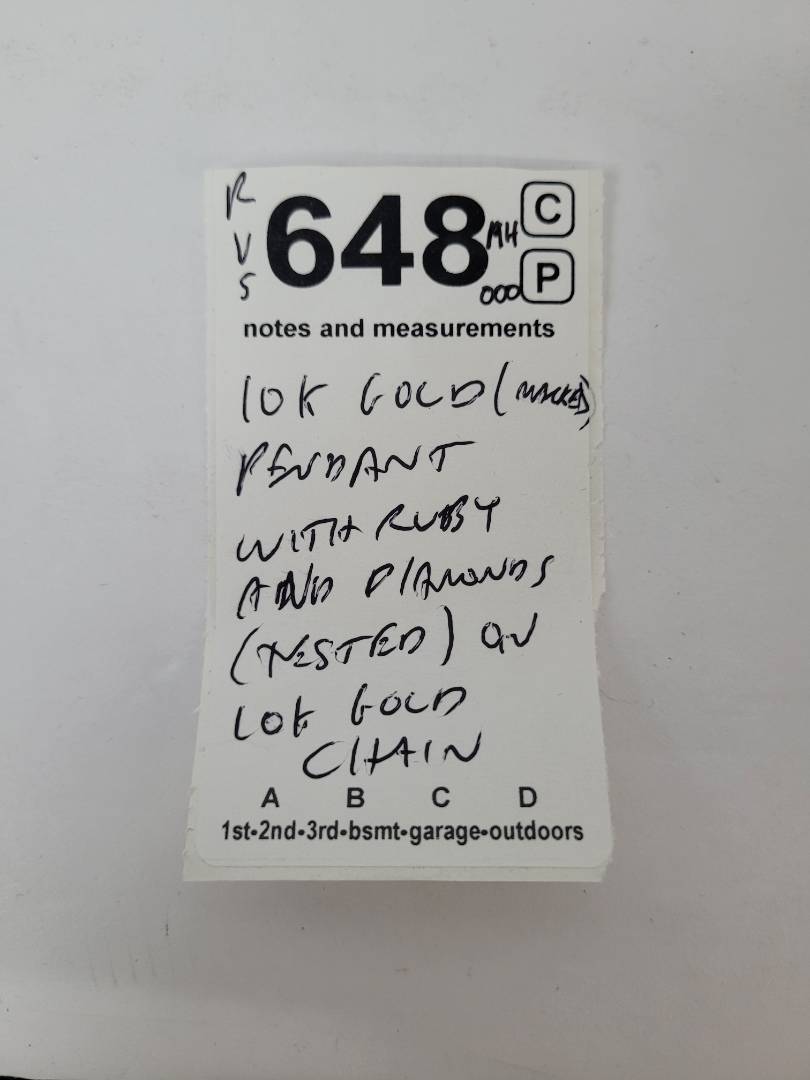 R
V
S
648
M4
000
C
P
notes and measurements
10K GOLD (MARKED)
PENDANT
WITH RUBY
AND DIAMONDS
(TESTED) ON
10K GOLD
CHAIN
A B C D
1st-2nd-3rd-bsmt-garage-outdoors